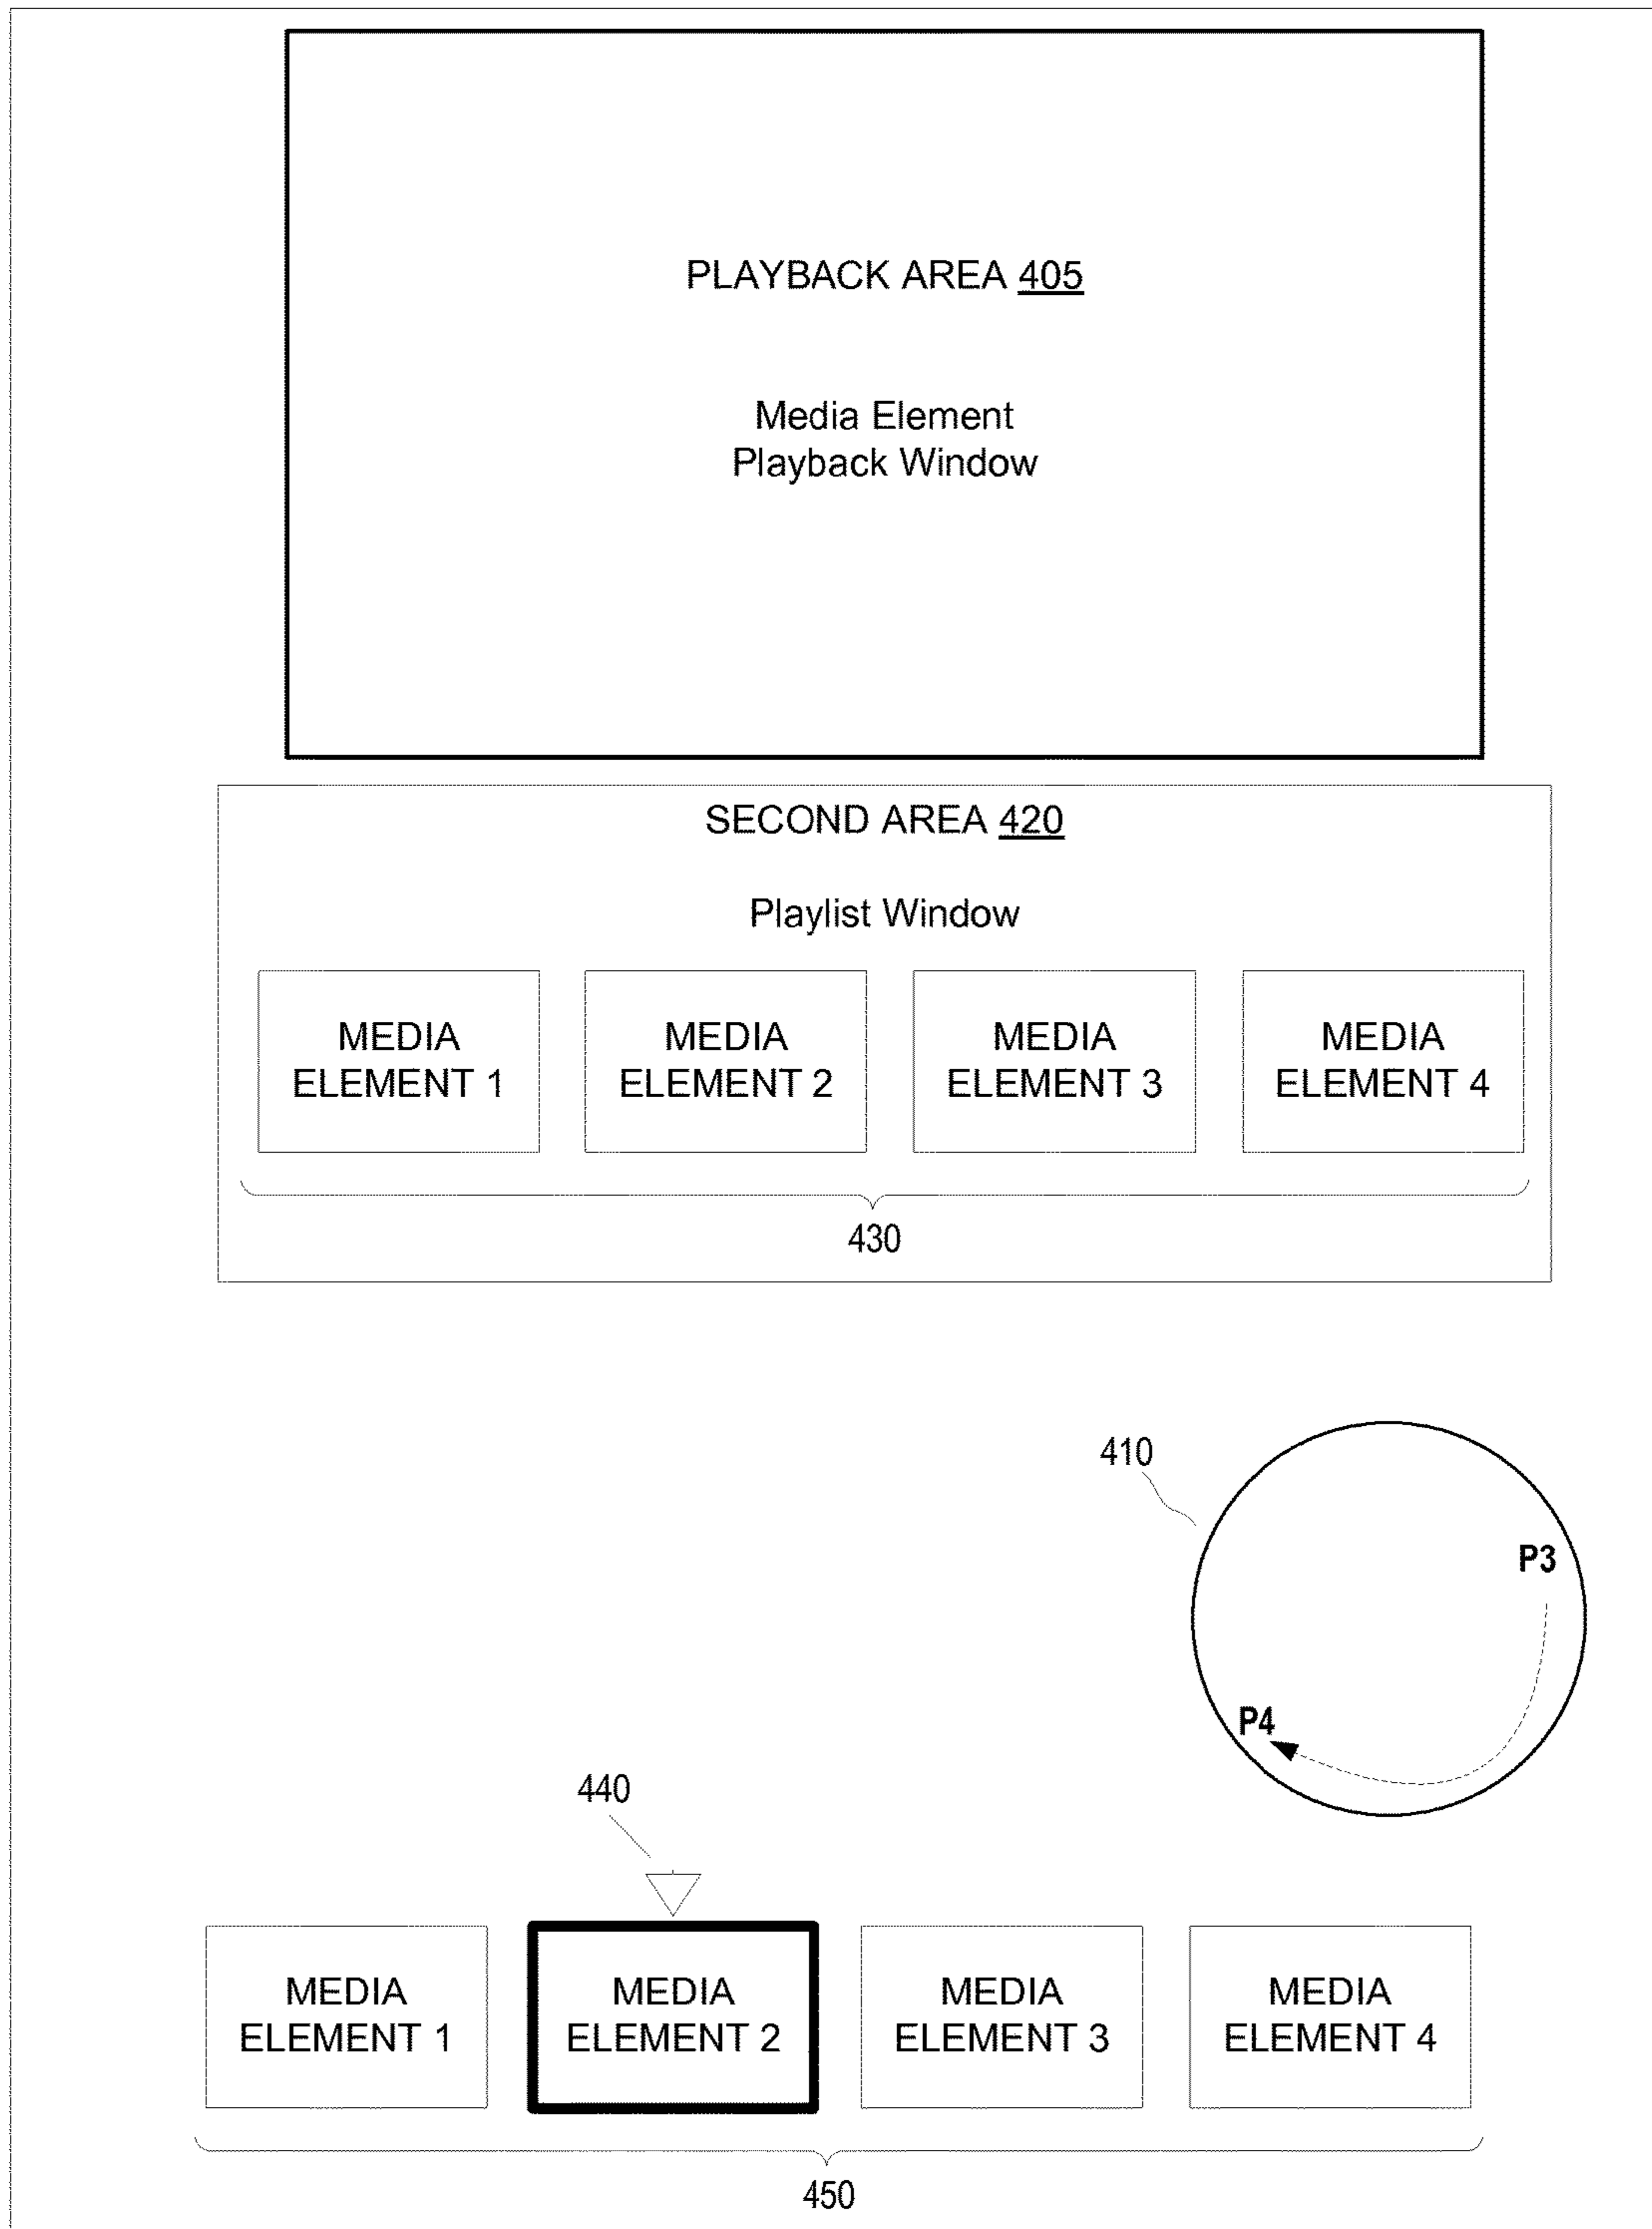 PLAYBACK AREA 405
Media Element
Playback Window
SECOND AREA 420
Playlist Window
MEDIA
ELEMENT 1
MEDIA
ELEMENT 2
MEDIA
ELEMENT 3
MEDIA
ELEMENT 4
430
410
P3
P4
440
MEDIA
ELEMENT 1
MEDIA
ELEMENT 2
MEDIA
ELEMENT 3
MEDIA
ELEMENT 4
450